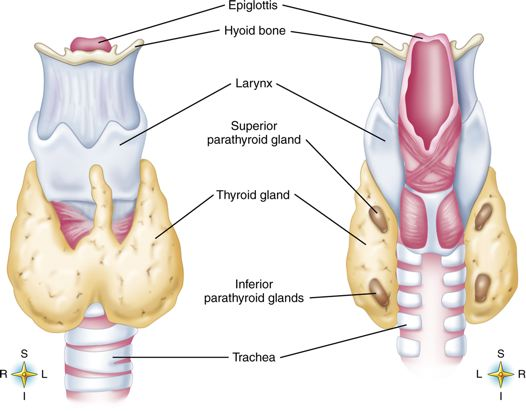 Epiglottis
Hyoid bone
Larynx
Superior
parathyroid gland
Thyroid gland
Inferior
parathyroid glands
Trachea
S
R L
I
S
L R
I